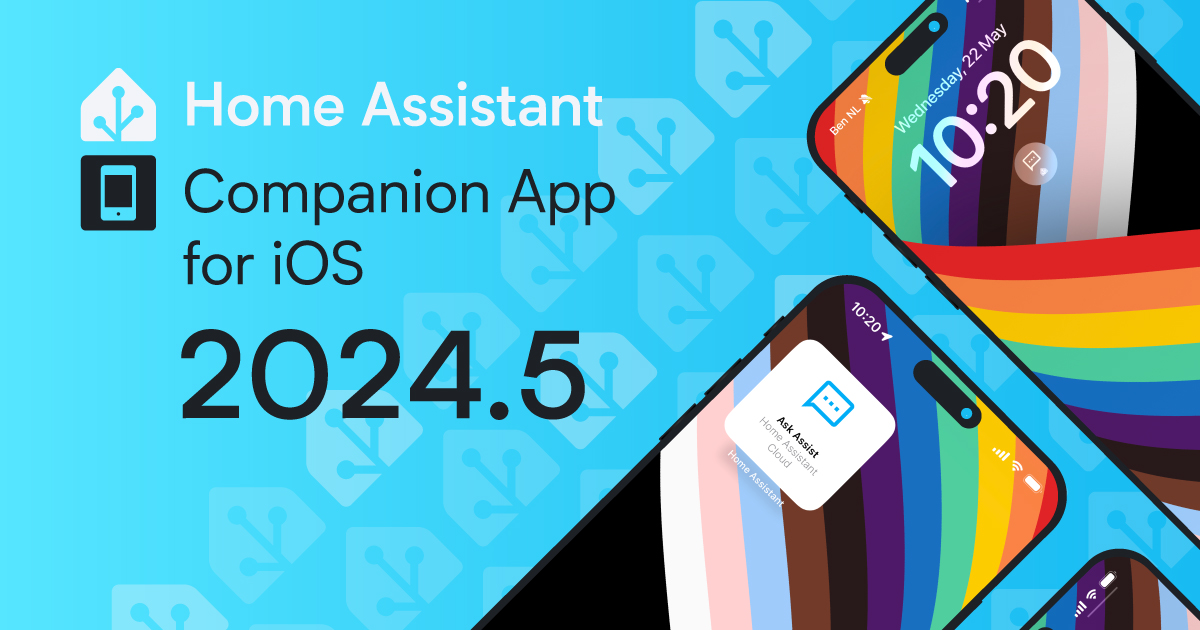 Home Assistant
Companion App
for iOS
2024.5
Ben NL
Wednesday, 22 May
10:20
10:20
Ask Assist
Home Assistant
Cloud
Home Assistant